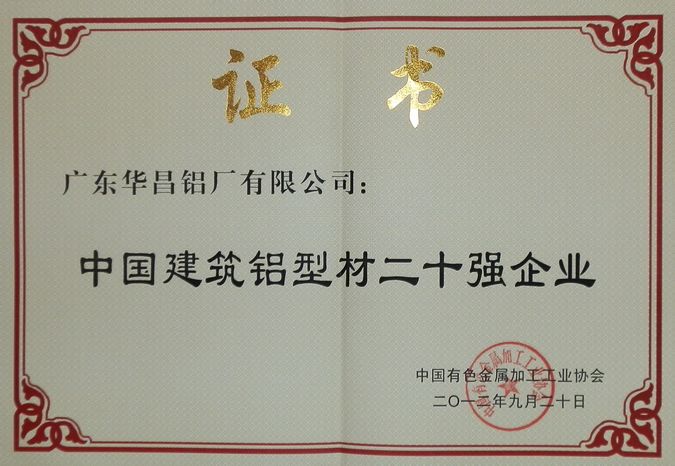 证书
广东华昌铝厂有限公司：
中国建筑铝型材二十强企业
中国有色金属加工工业协会
二〇一二年九月二十日